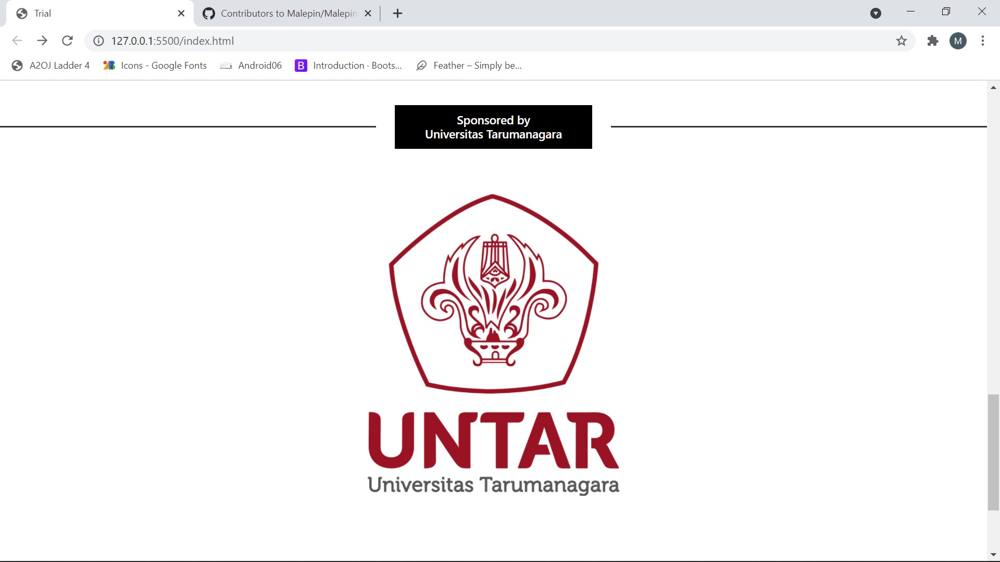 Trial
Contributors to Malepin/Malepin
127.0.0.1:5500/index.html
M
A2OJ Ladder 4
Icons - Google Fonts
Android06
B
Introduction · Boots...
Feather – Simply be...
Sponsored by
Universitas Tarumanagara
UNTAR
Universitas Tarumanagara